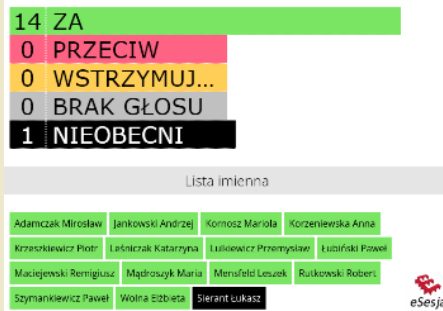 14 ZA
0 PRZECIW
0 WSTRZYMUJ...
0 BRAK GŁOSU
1 NIEOBECNI
Lista imienna
Adamczak Mirosław Jankowski Andrzej Kornosz Mariola Korzeniewska Anna
Krzeszkiewicz Piotr Leśniczak Katarzyna Lulkiewicz Przemysław Łubiński Paweł
Maciejewski Remigiusz Mądroszyk Maria Mensfeld Leszek Rutkowski Robert
Szymankiewicz Paweł Wolna Elżbieta Sierant Łukasz
eSesja